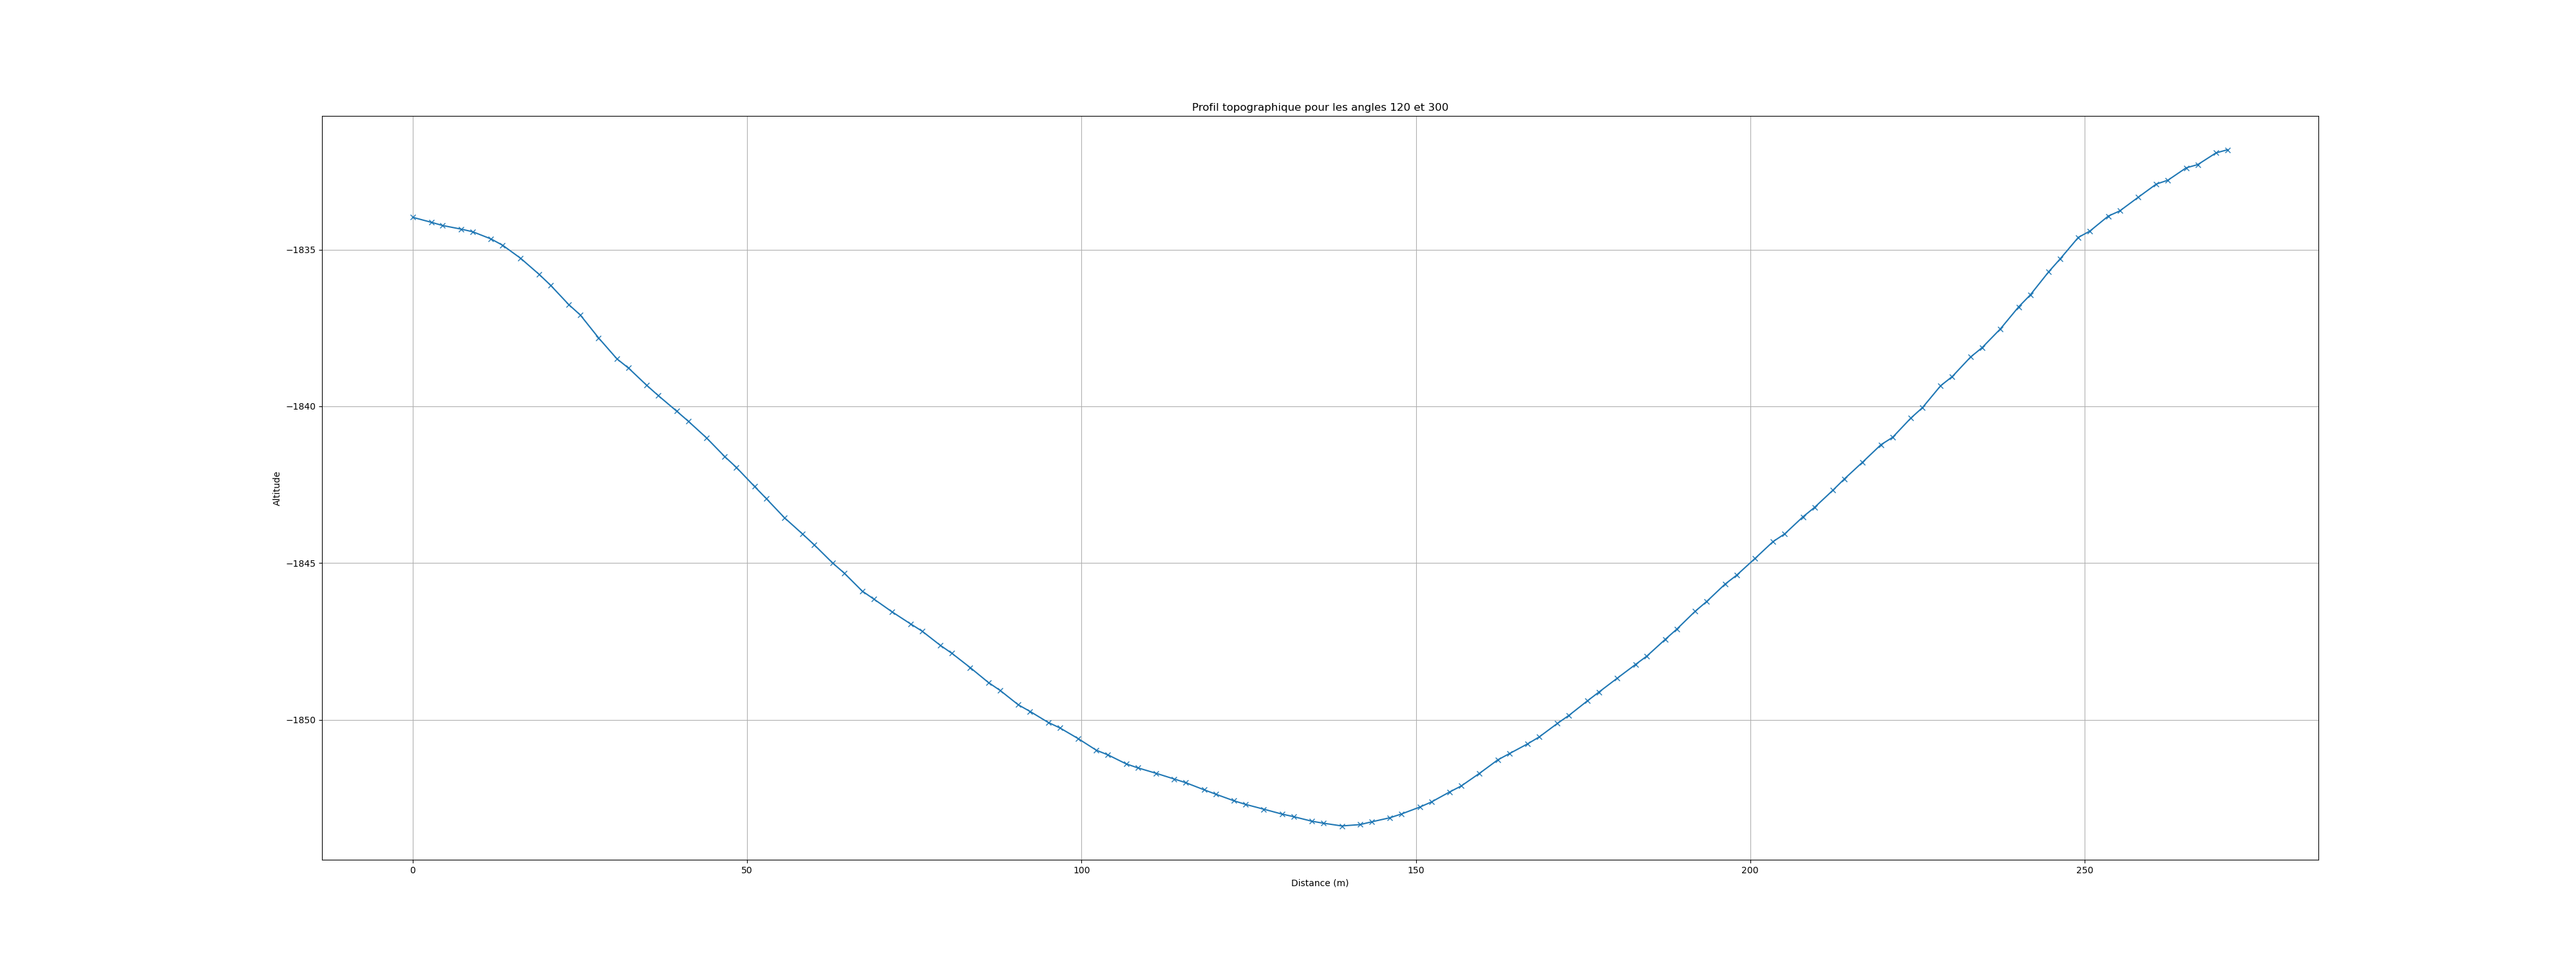 Profil topographique pour les angles 120 et 300
−1835
−1840
−1845
−1850
Altitude
0 50 100 150 200 250
Distance (m)